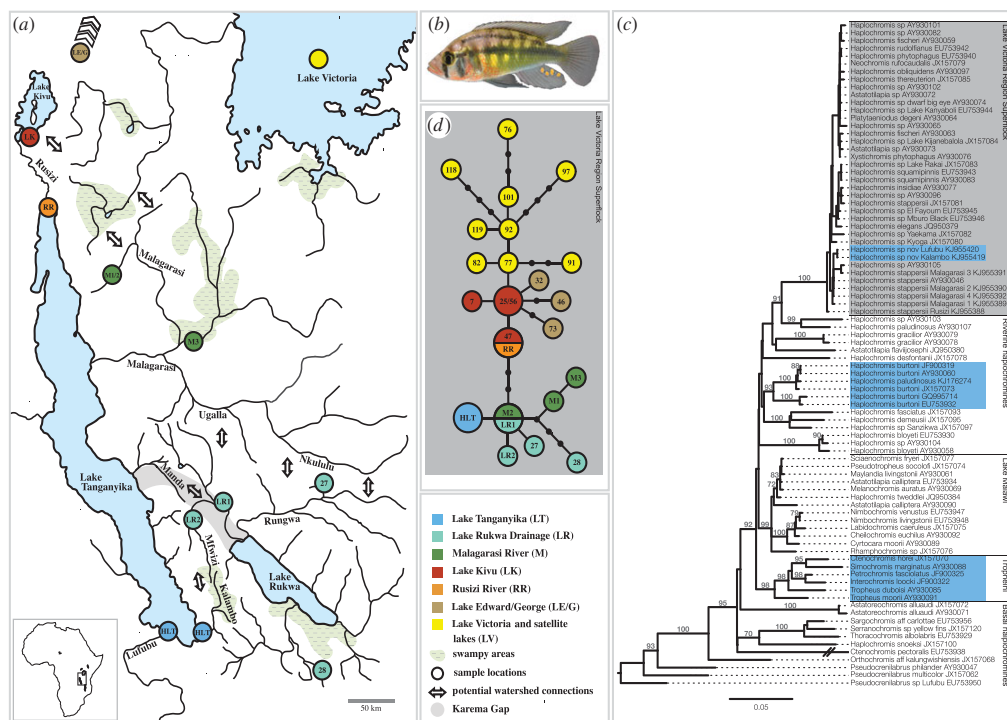 (a)
LE/G
Lake Kivu
LK
Rusizi
RR
Lake Victoria
M1/2
Malagarasi
M3
Malagarasi
Ugalla
Nkululu
Lake Tanganyika
Manda
27
LR1
LR2
Rungwa
Mfwizi
Kalambo
Lake Rukwa
HLT
HLT
Lufubu
28
50 km
(b)
(d)
Lake Victoria Region Superflock
76
118
97
101
119
92
82
77
91
32
7
25/56
46
73
47
RR
M3
M1
HLT
M2
LR1
LR2
27
28
Lake Tanganyika (LT)
Lake Rukwa Drainage (LR)
Malagarasi River (M)
Lake Kivu (LK)
Rusizi River (RR)
Lake Edward/George (LE/G)
Lake Victoria and satellite lakes (LV)
swampy areas
sample locations
potential watershed connections
Karema Gap
(c)
Haplochromis sp AY930101
Haplochromis sp AY930082
Haplochromis fischeri AY930059
Haplochromis rudolfianus EU753942
Haplochromis phytophagus EU753940
Neochromis rufocaudalis JX157079
Haplochromis obliquidens AY930097
Haplochromis thereuterion JX157085
Haplochromis sp AY930102
Astatotilapia sp AY930072
Haplochromis sp dwarf big eye AY930074
Haplochromis sp Lake Kanyaboli EU753944
Platytaeniodus degeni AY930064
Haplochromis sp AY930065
Haplochromis fischeri AY930063
Haplochromis sp Lake Kijanebalola JX157084
Astatotilapia sp AY930073
Xystichromis phytophagus AY930076
Haplochromis sp Lake Rakai JX157083
Haplochromis squamipinnis EU753943
Haplochromis squamipinnis AY930083
Haplochromis insidiae AY930077
Haplochromis sp AY930096
Haplochromis stapperii JX157081
Haplochromis sp El Fayoum EU753945
Haplochromis sp Mburo Black EU753946
Haplochromis elegans JQ950379
Haplochromis sp Yaekama JX157082
Haplochromis sp Kyoga JX157080
Haplochromis sp nov Lufubu KJ955420
Haplochromis sp nov Kalambo KJ955419
Haplochromis sp AY930105
Haplochromis stappersii Malagarasi 3 KJ955391
Haplochromis stappersii AY930046
Haplochromis stappersii Malagarasi 2 KJ955390
Haplochromis stappersii Malagarasi 4 KJ955392
Haplochromis stappersii Malagarasi 1 KJ955389
Haplochromis stappersii Rusizi KJ955388
Haplochromis sp AY930103
Haplochromis paludinosus AY930107
Haplochromis gracilior AY930079
Haplochromis gracilior AY930078
Astatotilapia flaviijosephi JQ950380
Haplochromis desfontanii JX157078
Haplochromis burtoni JF900319
Haplochromis burtoni AY930060
Haplochromis paludinosus KJ176274
Haplochromis burtoni JX157073
Haplochromis burtoni GQ995714
Haplochromis burtoni EU753932
Haplochromis fasciatus JX157093
Haplochromis demeusii JX157095
Haplochromis sp Sanzikwa JX157097
Haplochromis bloyeti EU753930
Haplochromis sp AY930104
Haplochromis bloyeti AY930058
Sciaenochromis fryeri JX157077
Pseudotropheus socolofi JX157074
Maylandia livingstonii AY930061
Astatotilapia calliptera EU753934
Melanochromis auratus AY930069
Haplochromis tweddlei JQ950384
Astatotilapia calliptera AY930090
Nimbochromis venustus EU753947
Nimbochromis livingstonii EU753948
Labidochromis caeruleus JX157075
Cheilochromis euchilus AY930092
Cyrtocara moorii AY930089
Rhamphochromis sp JX157076
Ctenochromis horei JX157070
Simochromis marginatus AY930088
Petrochromis fasciolatus JF900325
Interochromis loocki JF900322
Tropheus duboisi AY930085
Tropheus moorii AY930091
Astatoreochromis alluaudi JX157072
Astatoreochromis alluaudi AY930071
Sargochromis aff carlottae EU753956
Serranochromis sp yellow fins JX157120
Thoracochromis albolabris EU753929
Haplochromis snoeksi JX157100
Ctenochromis pectoralis EU753938
Orthochromis aff kalungwishiensis JX157068
Pseudocrenilabrus philander AY930047
Pseudocrenilabrus multicolor JX157062
Pseudocrenilabrus sp Lufubu EU753950
Lake Victoria Region Superflock
Riverine haplochromines
Lake Malawi
Tropheini
Basal haplochromines
100
91
99
100
88
100
93
100
100
90
83
72
79
87
92
99
95
98
98
98
100
95
100
70
93
0.05